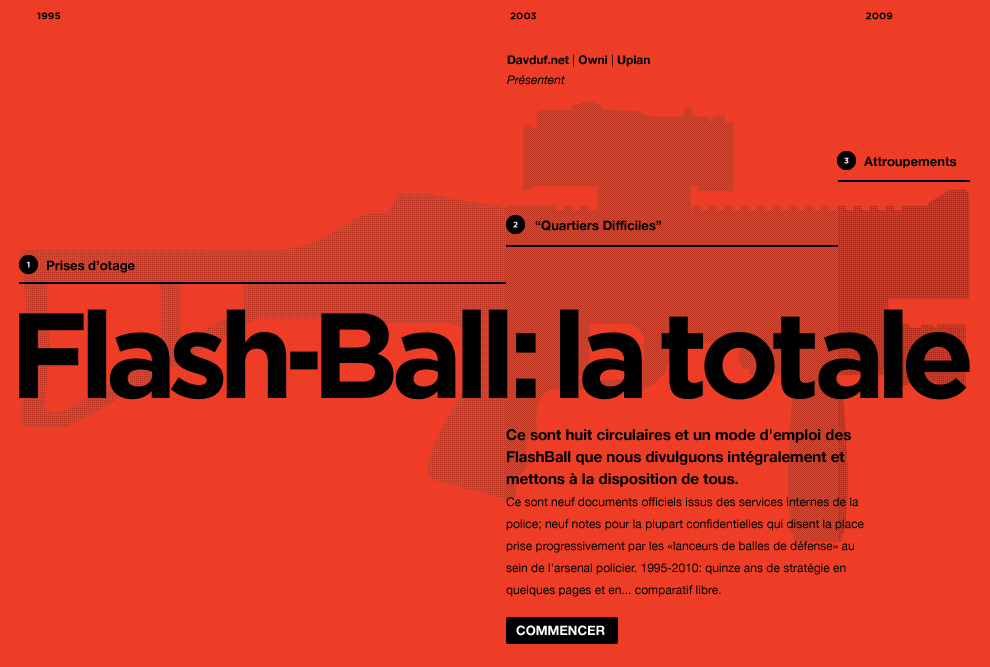 1995
2003
2009
Davduf.net | Owni | Upian
Présentent
3 Attroupements
2 “Quartiers Difficiles”
1 Prises d’otage
Flash-Ball: la totale
Ce sont huit circulaires et un mode d'emploi des
FlashBall que nous divulguons intégralement et
mettons à la disposition de tous.
Ce sont neuf documents officiels issus des services internes de la
police; neuf notes pour la plupart confidentielles qui disent la place
prise progressivement par les «lanceurs de balles de défense» au
sein de l'arsenal policier. 1995-2010: quinze ans de stratégie en
quelques pages et en... comparatif libre.
COMMENCER